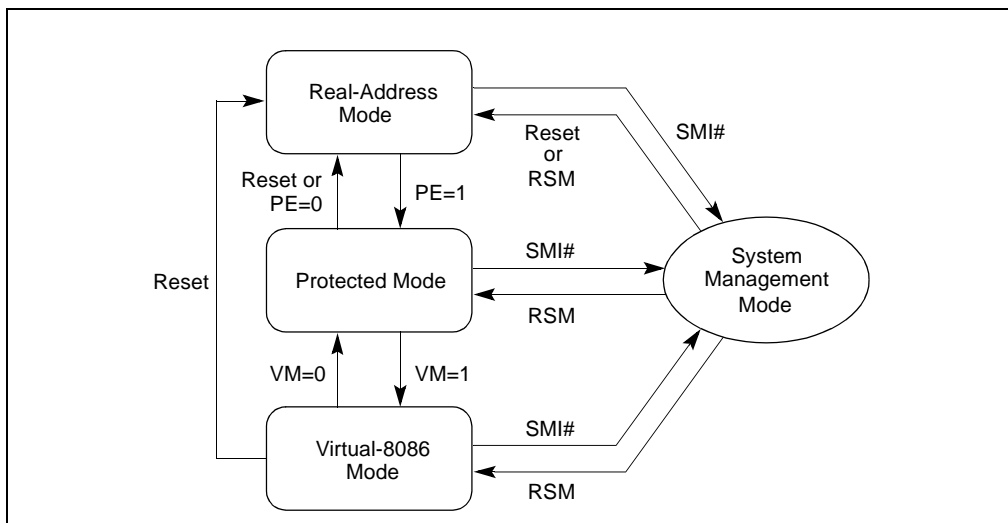 Real-Address
Mode
SMI#
Reset
or
RSM
Reset or
PE=0
PE=1
Reset
Protected Mode
SMI#
RSM
System
Management
Mode
VM=0
VM=1
Virtual-8086
Mode
SMI#
RSM